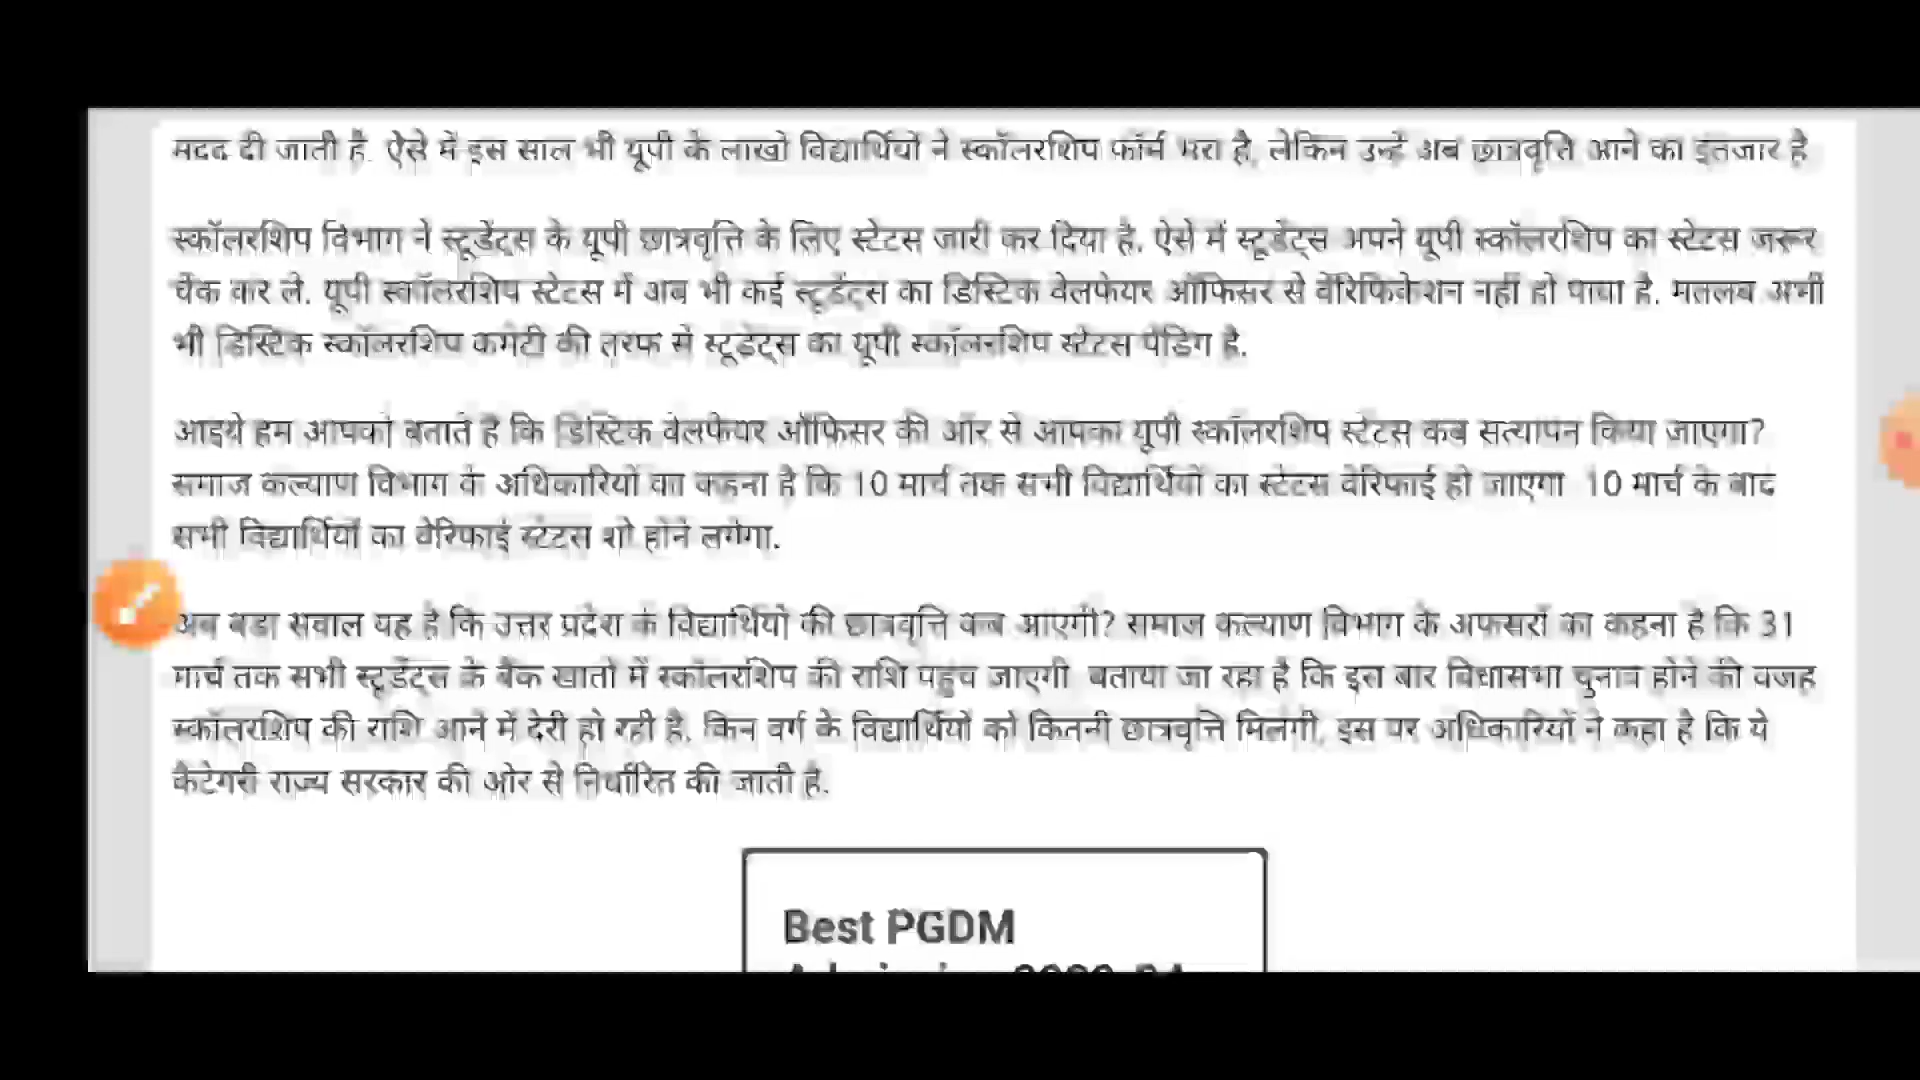 मदद दी जाती है. ऐसे में इस साल भी यूपी के लाखों विद्यार्थियों ने स्कॉलरशिप फॉर्म भरा है, लेकिन उन्हें अब छात्रवृत्ति आने का इंतजार है
स्कॉलरशिप विभाग ने स्टूडेंट्स के यूपी छात्रवृत्ति के लिए स्टेटस जारी कर दिया है. ऐसे में स्टूडेंट्स अपने यूपी स्कॉलरशिप का स्टेटस जरूर
चेक कर ले. यूपी स्कॉलरशिप स्टेटस में अब भी कई स्टूडेंट्स का डिस्टिक वेलफेयर ऑफिसर से वेरिफिकेशन नहीं हो पाया है. मतलब अभी
भी डिस्टिक स्कॉलरशिप कमेटी की तरफ से स्टूडेंट्स का यूपी स्कॉलरशिप स्टेटस पेंडिंग है.
आइये हम आपको बताते हैं कि डिस्टिक वेलफेयर ऑफिसर की ओर से आपका यूपी स्कॉलरशिप स्टेटस कब सत्यापन किया जाएगा?
समाज कल्याण विभाग के अधिकारियों का कहना है कि 10 मार्च तक सभी विद्यार्थियों का स्टेटस वेरिफाई हो जाएगा 10 मार्च के बाद
सभी विद्यार्थियों का वेरिफाई स्टेटस शो होने लगेगा.
अब बड़ा सवाल यह है कि उत्तर प्रदेश के विद्यार्थियों की छात्रवृत्ति कब आएगी? समाज कल्याण विभाग के अफसरों का कहना है कि 31
मार्च तक सभी स्टूडेंट्स के बैंक खातों में स्कॉलरशिप की राशि पहुंच जाएगी बताया जा रहा है कि इस बार विधासभा चुनाव होने की वजह
स्कॉलरशिप की राशि आने में देरी हो रही है. किन वर्ग के विद्यार्थियों को कितनी छात्रवृत्ति मिलेगी, इस पर अधिकारियों ने कहा है कि ये
कैटेगरी राज्य सरकार की ओर से निर्धारित की जाती है.
Best PGDM